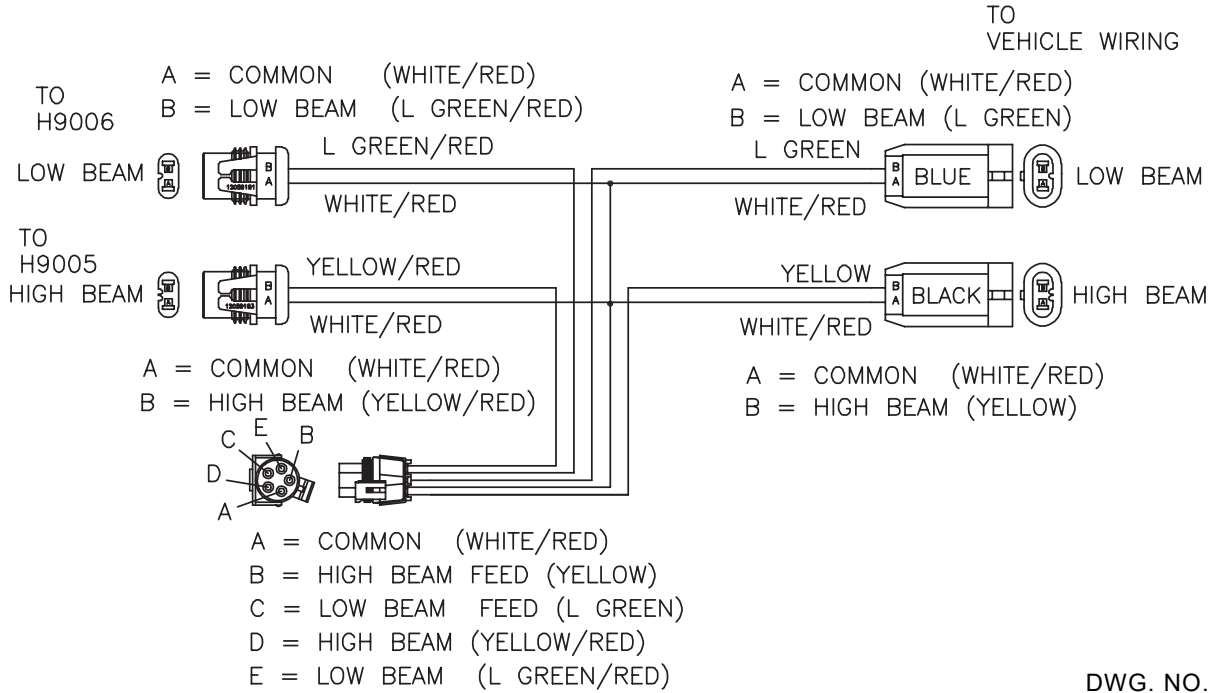 TO
VEHICLE WIRING
A = COMMON (WHITE/RED)
B = LOW BEAM (L GREEN/RED)
TO
H9006
LOW BEAM
B
A
12059181
L GREEN/RED
WHITE/RED
A = COMMON (WHITE/RED)
B = LOW BEAM (L GREEN)
L GREEN
WHITE/RED
B
A
BLUE
B
A
LOW BEAM
TO
H9005
HIGH BEAM
B
A
12059183
YELLOW/RED
WHITE/RED
YELLOW
WHITE/RED
B
A
BLACK
B
A
HIGH BEAM
A = COMMON (WHITE/RED)
B = HIGH BEAM (YELLOW/RED)
A = COMMON (WHITE/RED)
B = HIGH BEAM (YELLOW)
E
B
C
D
A
A = COMMON (WHITE/RED)
B = HIGH BEAM FEED (YELLOW)
C = LOW BEAM FEED (L GREEN)
D = HIGH BEAM (YELLOW/RED)
E = LOW BEAM (L GREEN/RED)
DWG. NO.